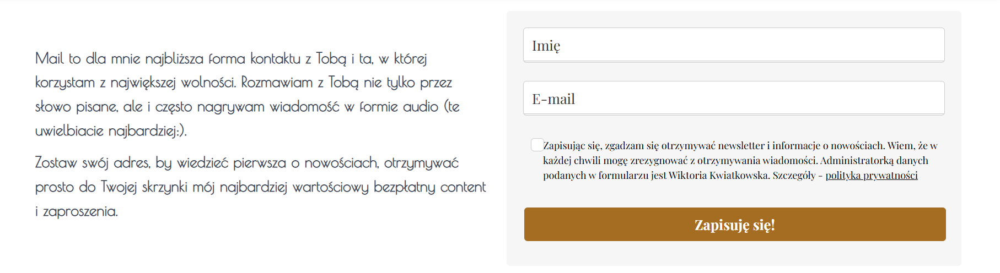 Mail to dla mnie najbliższa forma kontaktu z Tobą i ta, w której
korzystam z największej wolności. Rozmawiam z Tobą nie tylko przez
słowo pisane, ale i często nagrywam wiadomość w formie audio (te
uwielbiacie najbardziej:).
Zostaw swój adres, by wiedzieć pierwsza o nowościach, otrzymywać
prosto do Twojej skrzynki mój najbardziej wartościowy bezpłatny content
i zaproszenia.
Imię
E-mail
Zapisując się, zgadzam się otrzymywać newsletter i informacje o nowościach. Wiem, że w
każdej chwili mogę zrezygnować z otrzymywania wiadomości. Administratorką danych
podanych w formularzu jest Wiktoria Kwiatkowska. Szczegóły - polityka prywatności
Zapisuję się!